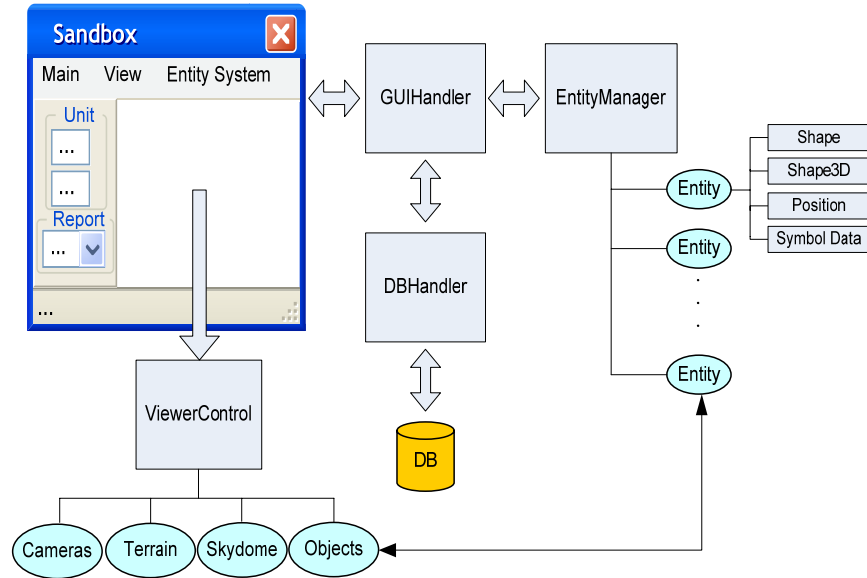 Sandbox
Main View Entity System
Unit
...
...
Report
...
...
GUIHandler
EntityManager
Entity
Shape
Shape3D
Position
Symbol Data
Entity
.
.
.
Entity
DBHandler
DB
ViewerControl
Cameras
Terrain
Skydome
Objects